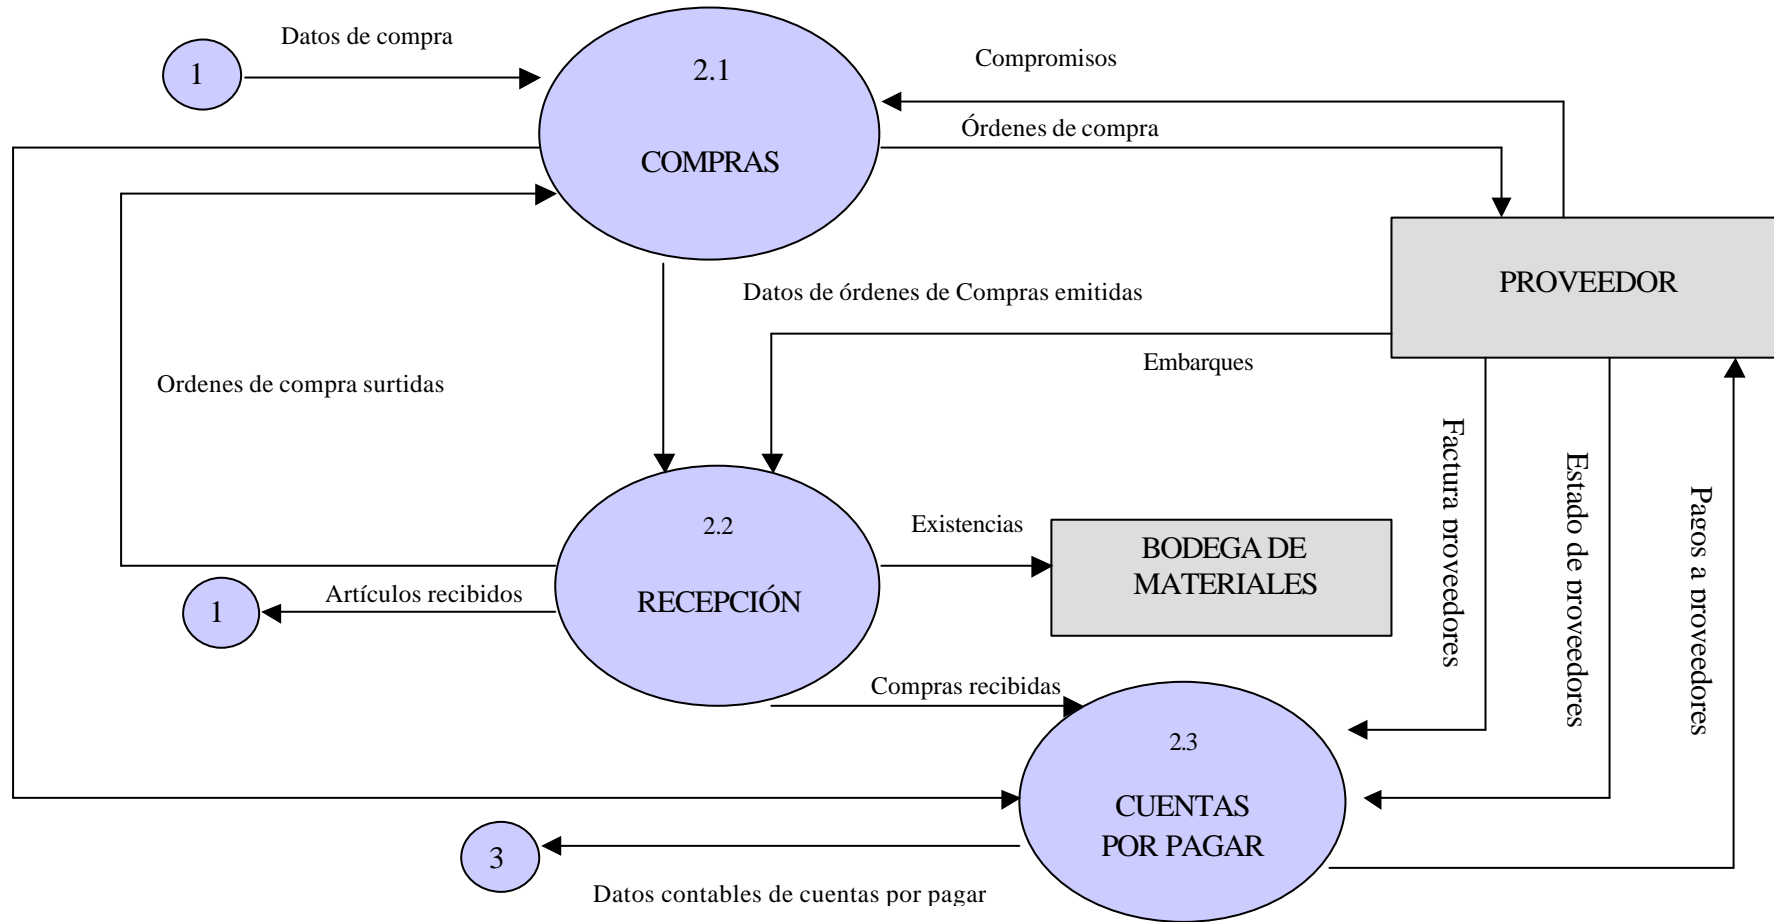 Datos de compra
1
2.1
COMPRAS
Compromisos
Órdenes de compra
PROVEEDOR
Datos de órdenes de Compras emitidas
Embarques
Ordenes de compra surtidas
Factura proveedores
Estado de proveedores
Pagos a proveedores
2.2
RECEPCIÓN
Existencias
BODEGA DE
MATERIALES
1
Artículos recibidos
Compras recibidas
2.3
CUENTAS
POR PAGAR
3
Datos contables de cuentas por pagar